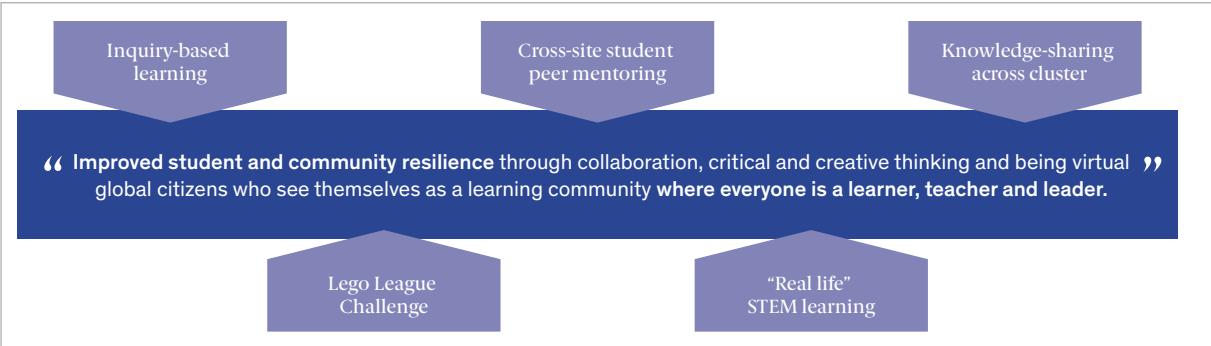 Inquiry-based
learning
Cross-site student
peer mentoring
Knowledge-sharing
across cluster
“ Improved student and community resilience through collaboration, critical and creative thinking and being virtual ”
global citizens who see themselves as a learning community where everyone is a learner, teacher and leader.
Lego League
Challenge
“Real life”
STEM learning